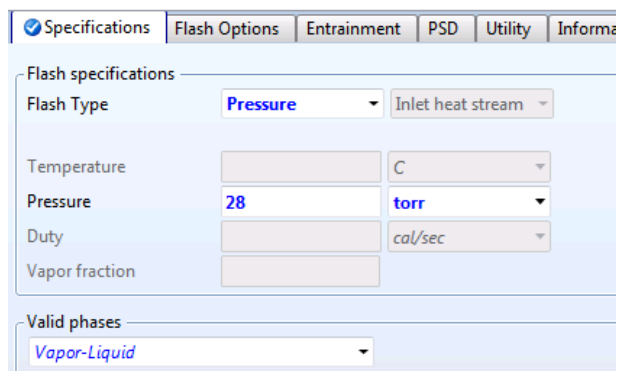 Specifications Flash Options Entrainment PSD Utility Informa
Flash specifications
Flash Type Pressure Inlet heat stream
Temperature C
Pressure 28 torr
Duty cal/sec
Vapor fraction
Valid phases
Vapor-Liquid